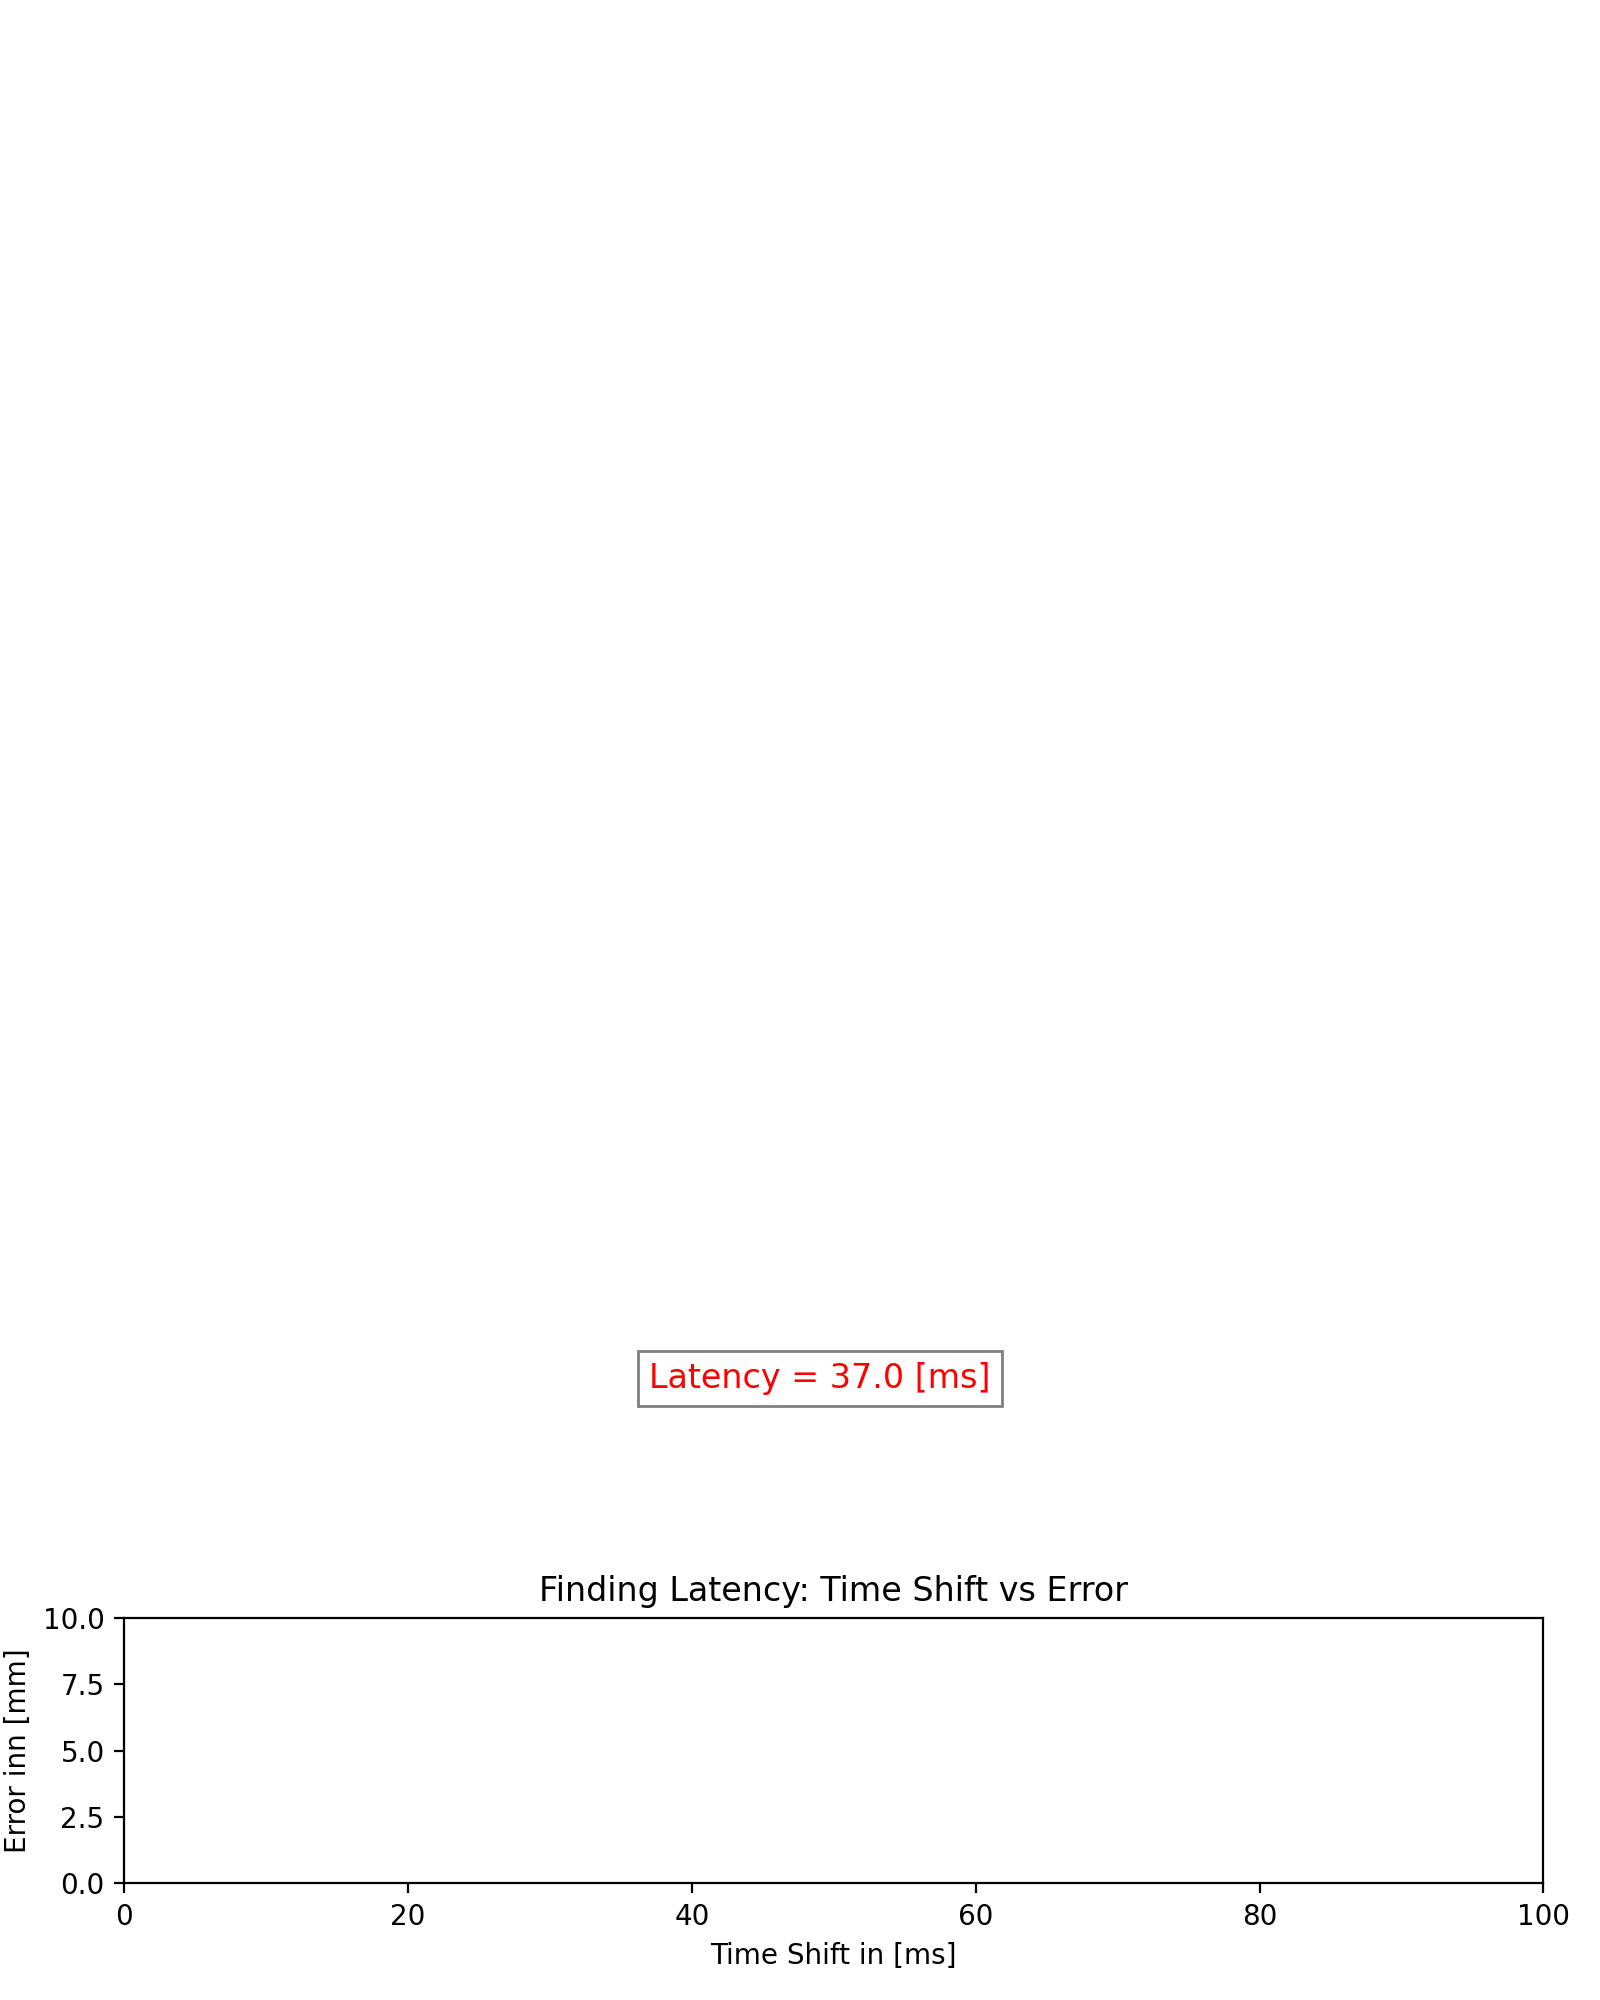 Latency = 37.0 [ms]
Finding Latency: Time Shift vs Error
10.0
7.5
5.0
2.5
0.0
Error inn [mm]
0 20 40 60 80 100
Time Shift in [ms]